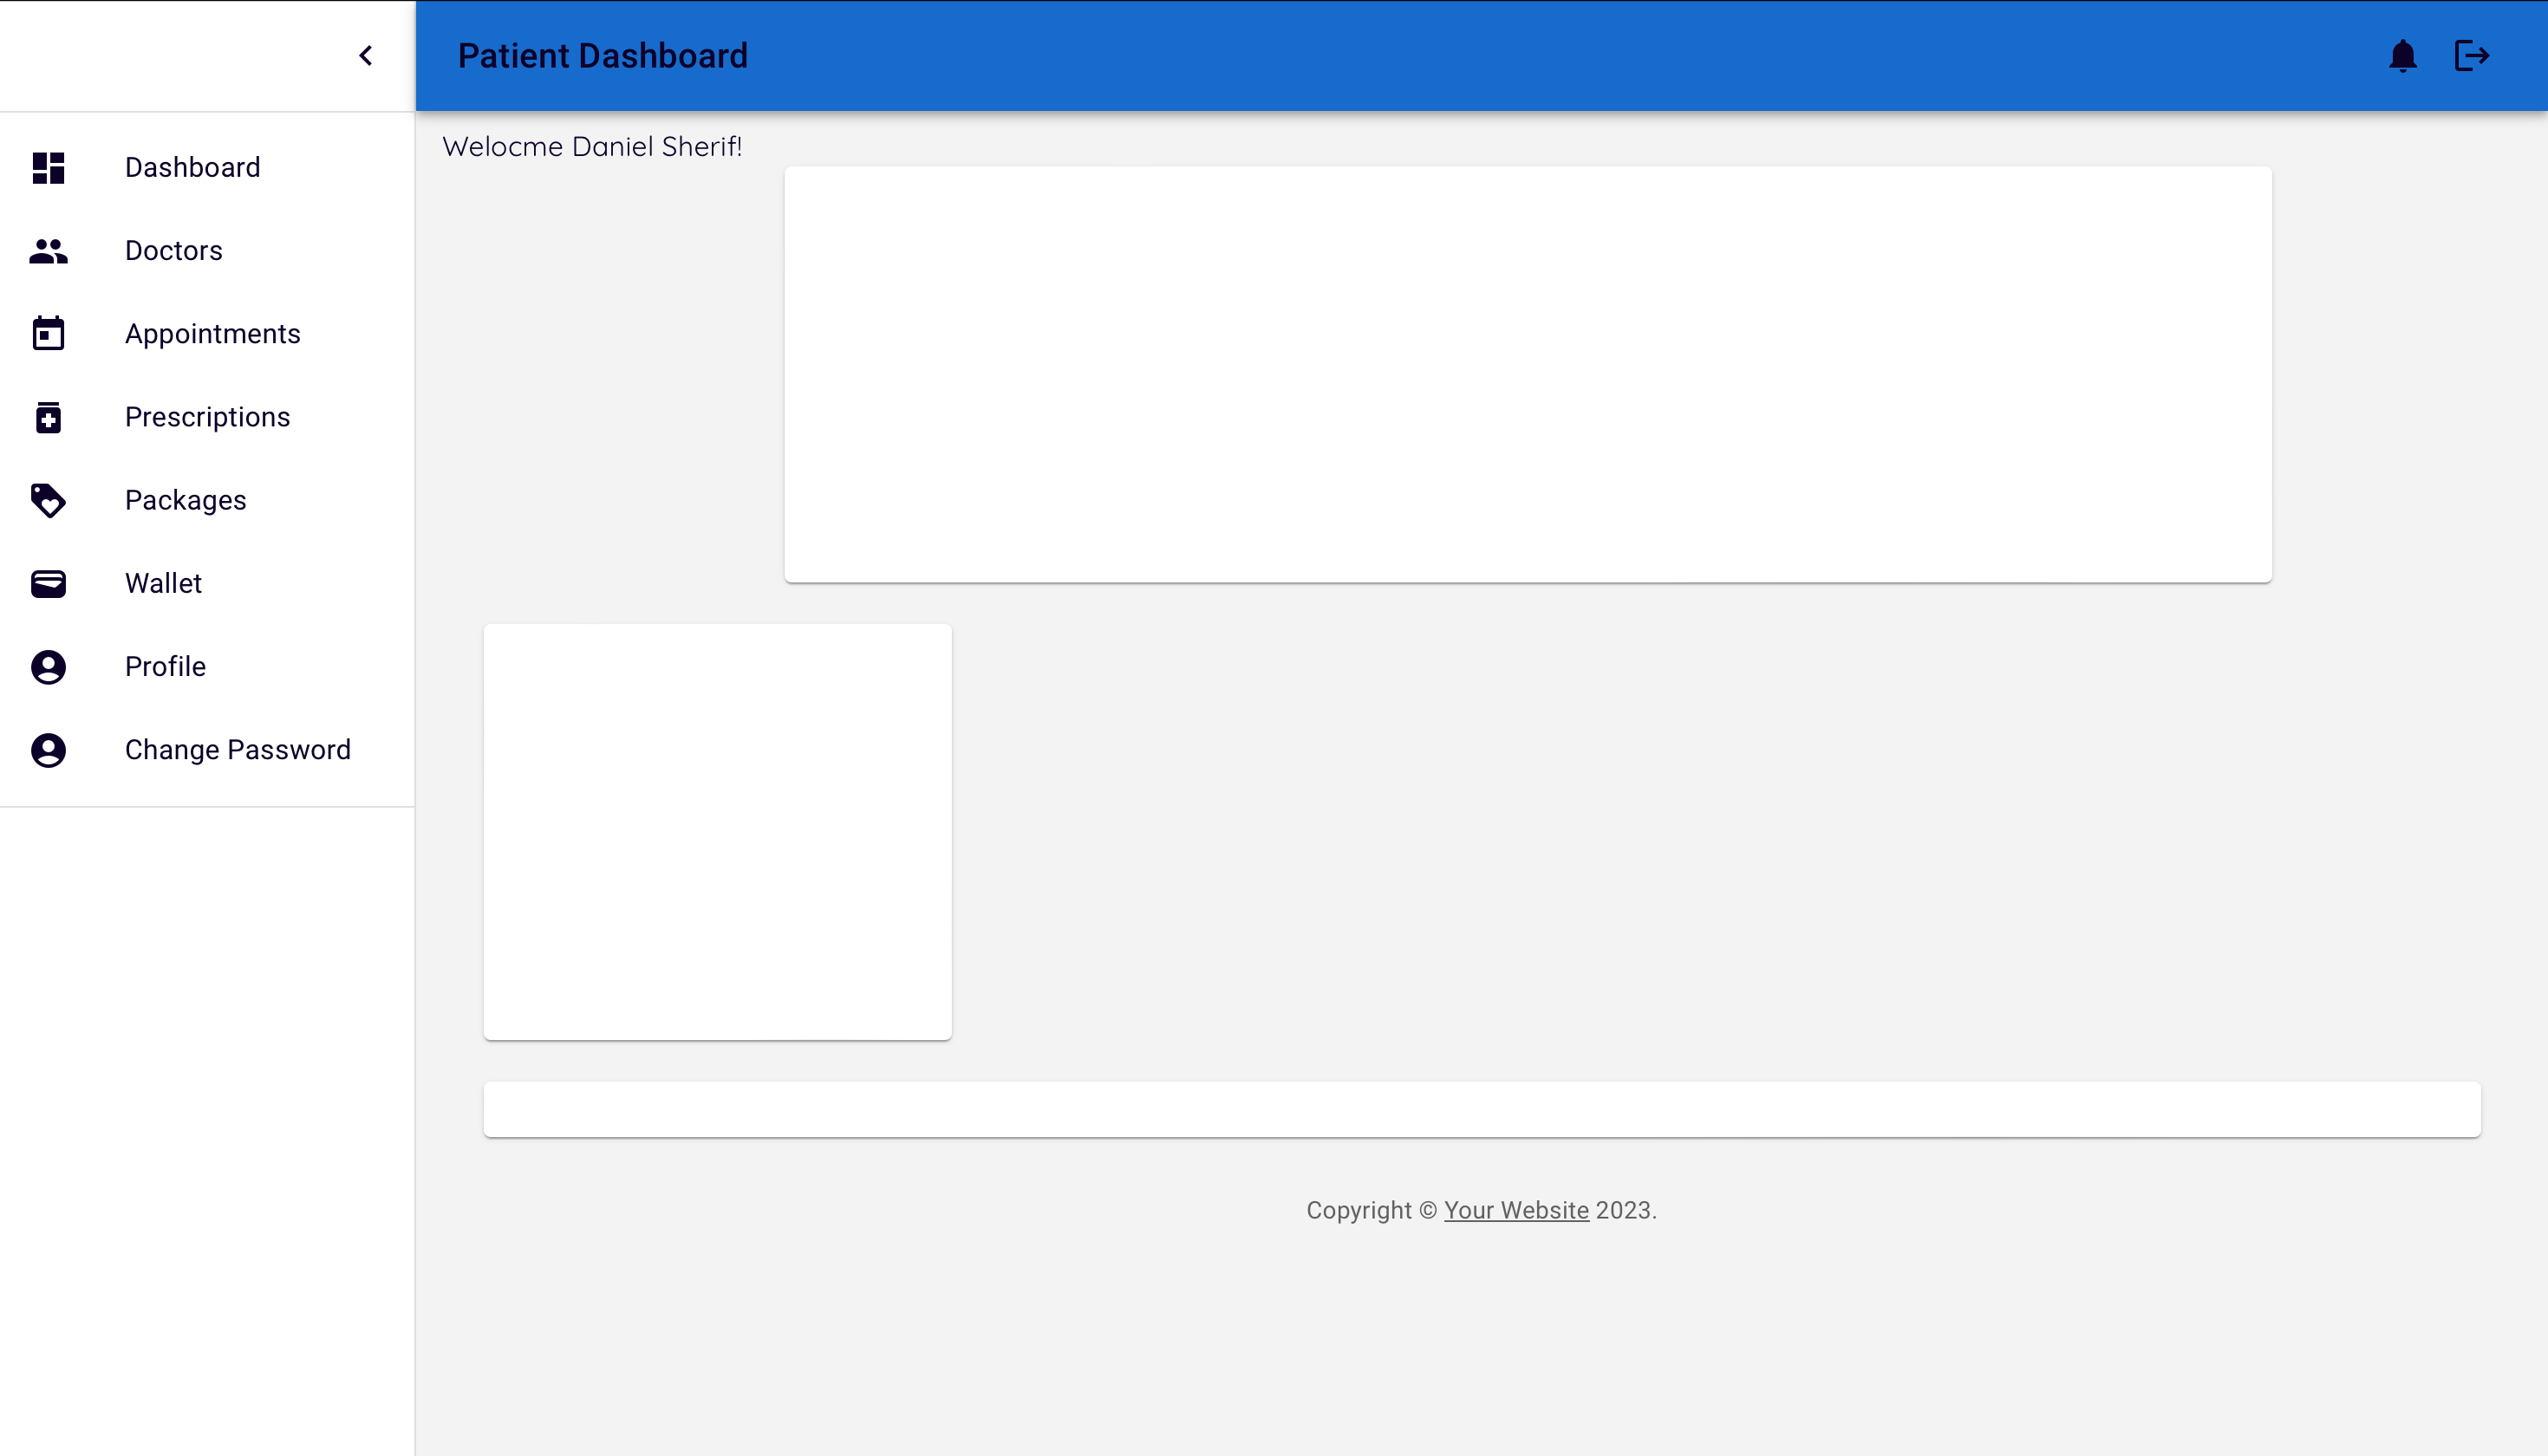 Patient Dashboard
Dashboard
Doctors
Appointments
Prescriptions
Packages
Wallet
Profile
Change Password
Welocme Daniel Sherif!
Copyright © Your Website 2023.